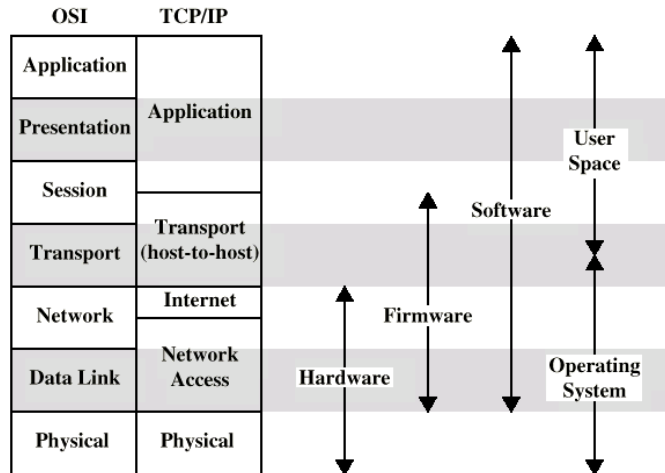 OSI TCP/IP
Application
Presentation
Session
Transport
Network
Data Link
Physical
Application
Transport
(host-to-host)
Internet
Network
Access
Physical
Hardware
Firmware
Software
User
Space
Operating
System